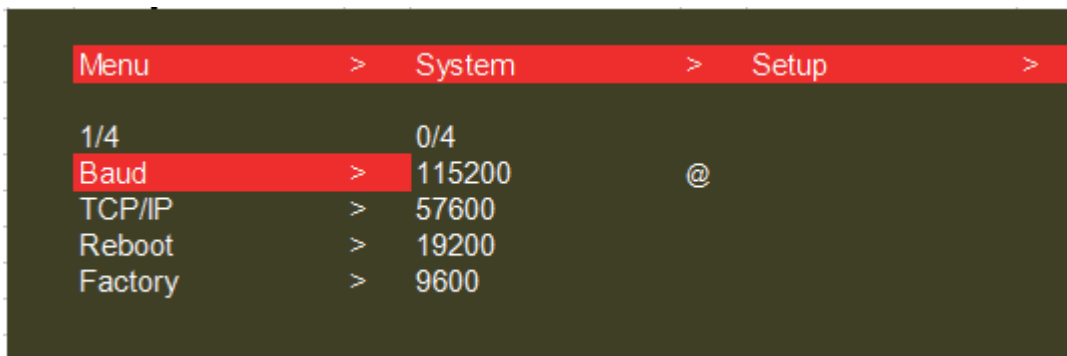 Menu > System > Setup >
1/4 0/4
Baud > 115200 @
TCP/IP > 57600
Reboot > 19200
Factory > 9600